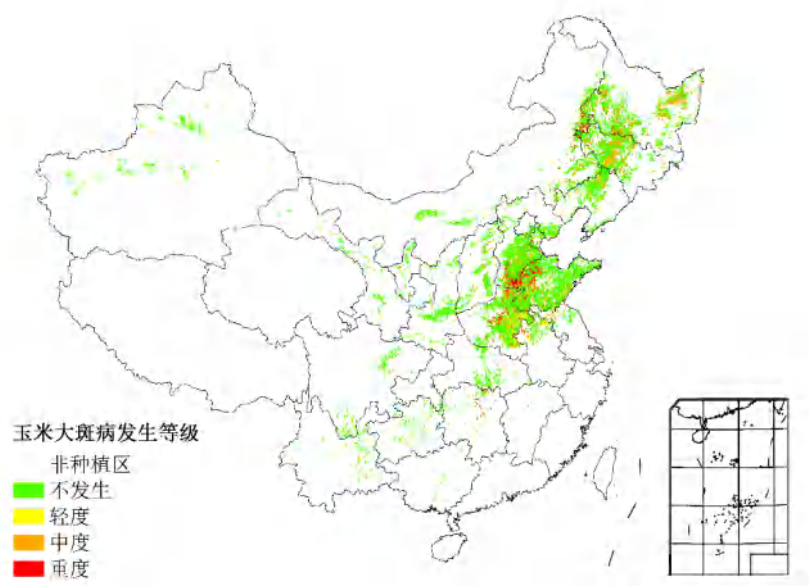 玉米大斑病发生等级
非种植区
不发生
轻度
中度
重度